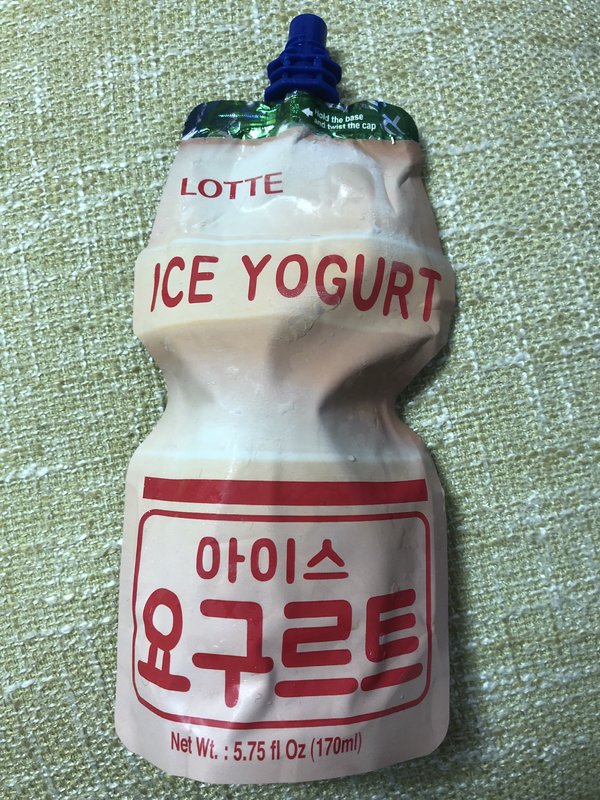 Hold the base
and twist the cap
LOTTE
ICE YOGURT
아이스
요구르트
Net Wt. : 5.75 fl Oz (170ml)